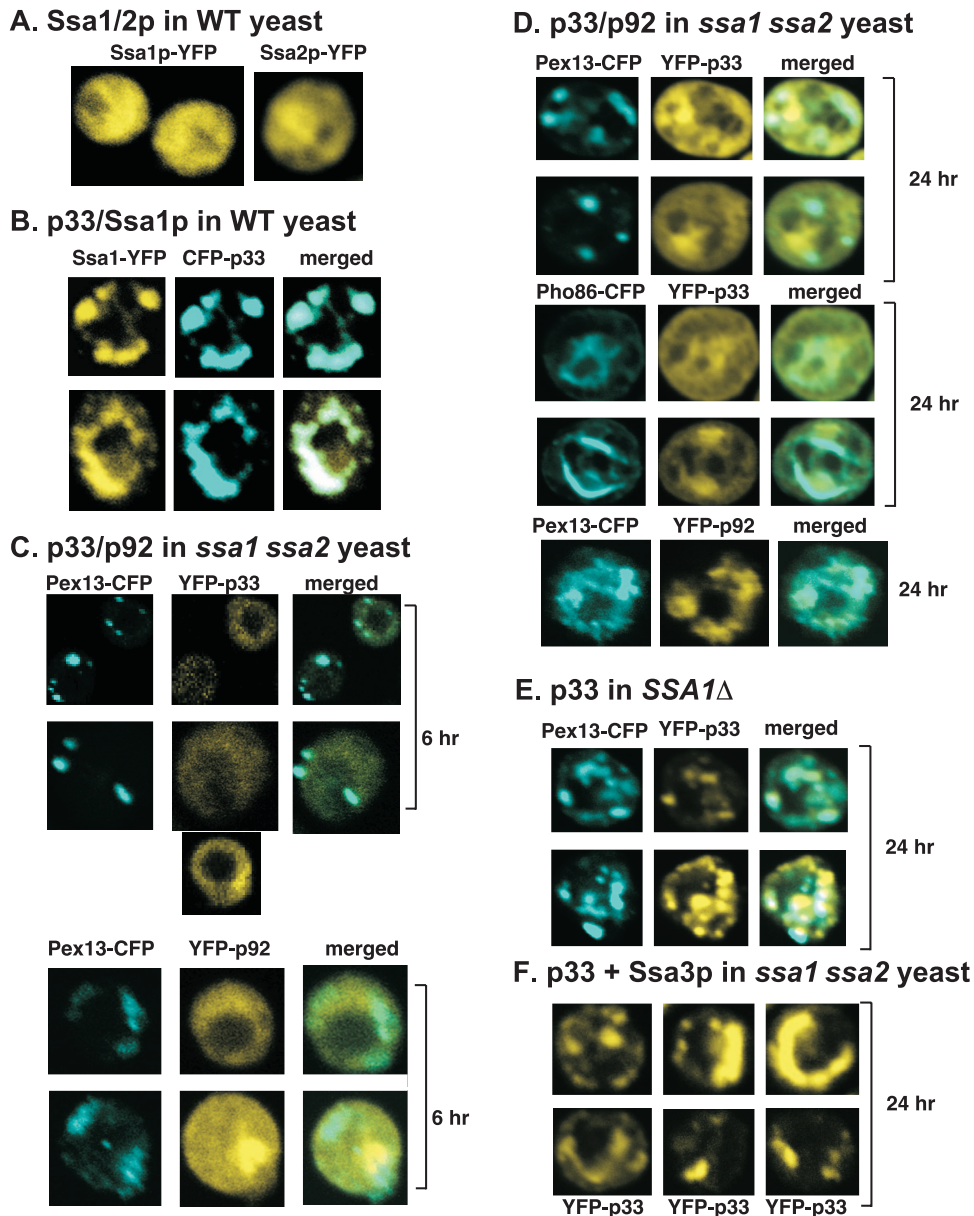 A. Ssa1/2p in WT yeast
Ssa1p-YFP Ssa2p-YFP
B. p33/Ssa1p in WT yeast
Ssa1-YFP CFP-p33 merged
C. p33/p92 in ssa1 ssa2 yeast
Pex13-CFP YFP-p33 merged
6 hr
Pex13-CFP YFP-p92 merged
6 hr
D. p33/p92 in ssa1 ssa2 yeast
Pex13-CFP YFP-p33 merged
24 hr
Pho86-CFP YFP-p33 merged
24 hr
Pex13-CFP YFP-p92 merged
24 hr
E. p33 in SSA1Δ
Pex13-CFP YFP-p33 merged
24 hr
F. p33 + Ssa3p in ssa1 ssa2 yeast
24 hr
YFP-p33 YFP-p33 YFP-p33